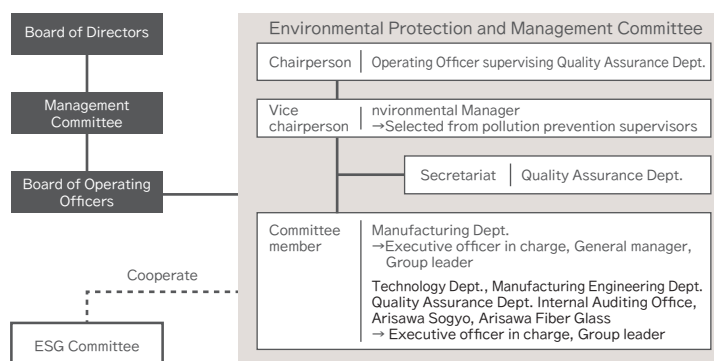 Board of Directors
Management
Committee
Board of Operating
Officers
Cooperate
ESG Committee
Environmental Protection and Management Committee
Chairperson | Operating Officer supervising Quality Assurance Dept.
Vice
chairperson
nvironmental Manager
→Selected from pollution prevention supervisors
Secretariat | Quality Assurance Dept.
Committee
member
Manufacturing Dept.
→Executive officer in charge, General manager,
Group leader
Technology Dept., Manufacturing Engineering Dept.
Quality Assurance Dept. Internal Auditing Office,
Arisawa Sogyo, Arisawa Fiber Glass
→ Executive officer in charge, Group leader